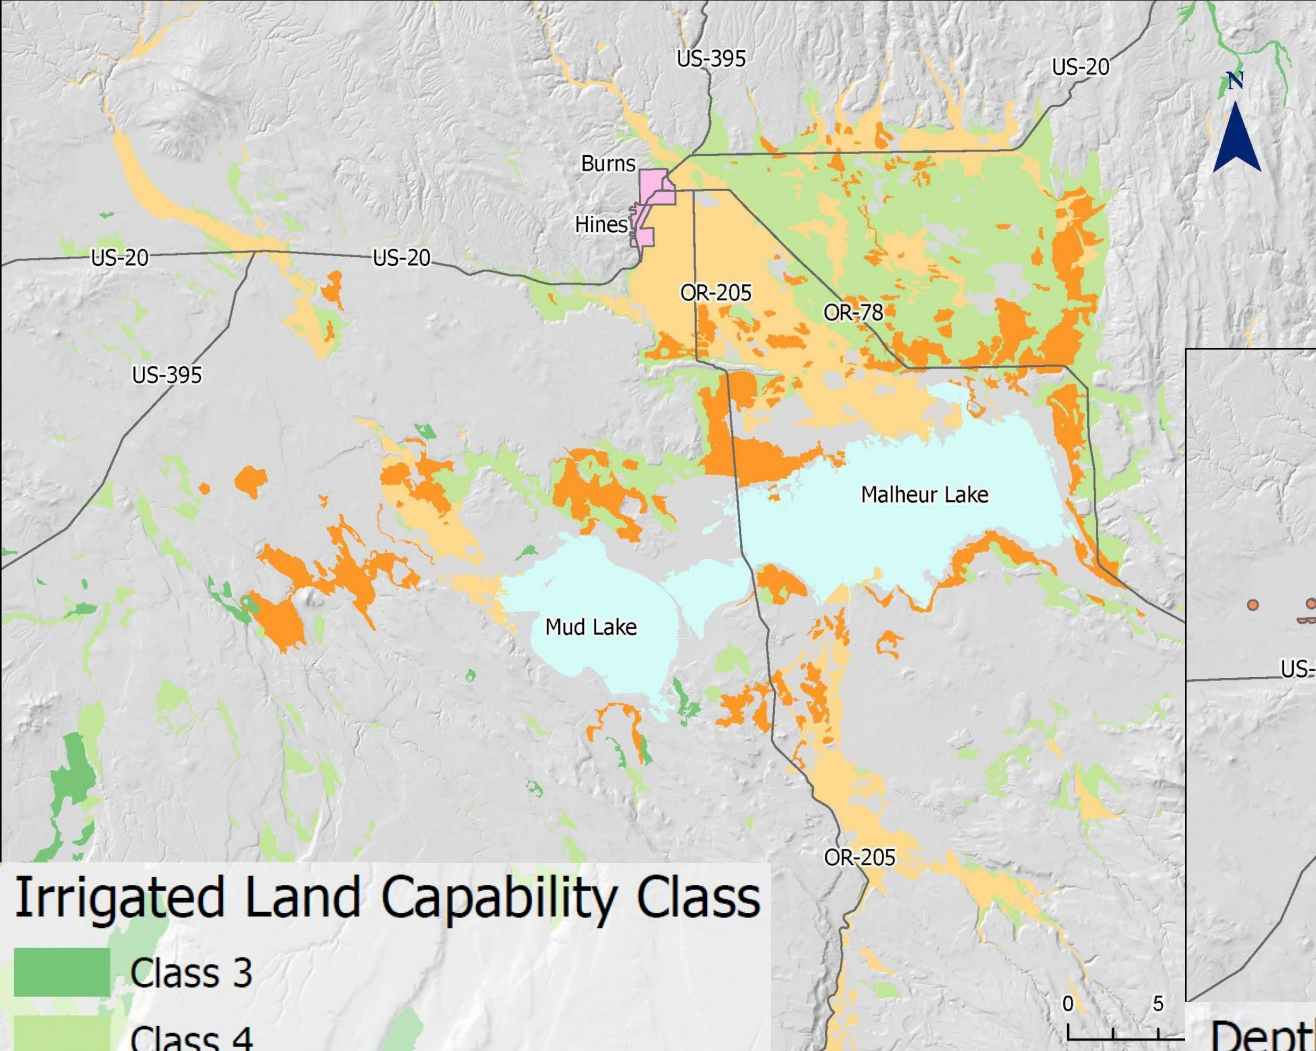 US-395
US-20
N
Burns
Hines
US-20
US-20
OR-205
OR-78
US-395
Malheur Lake
Mud Lake
US-
OR-205
Irrigated Land Capability Class
Class 3
0 5
Class 4
Dept